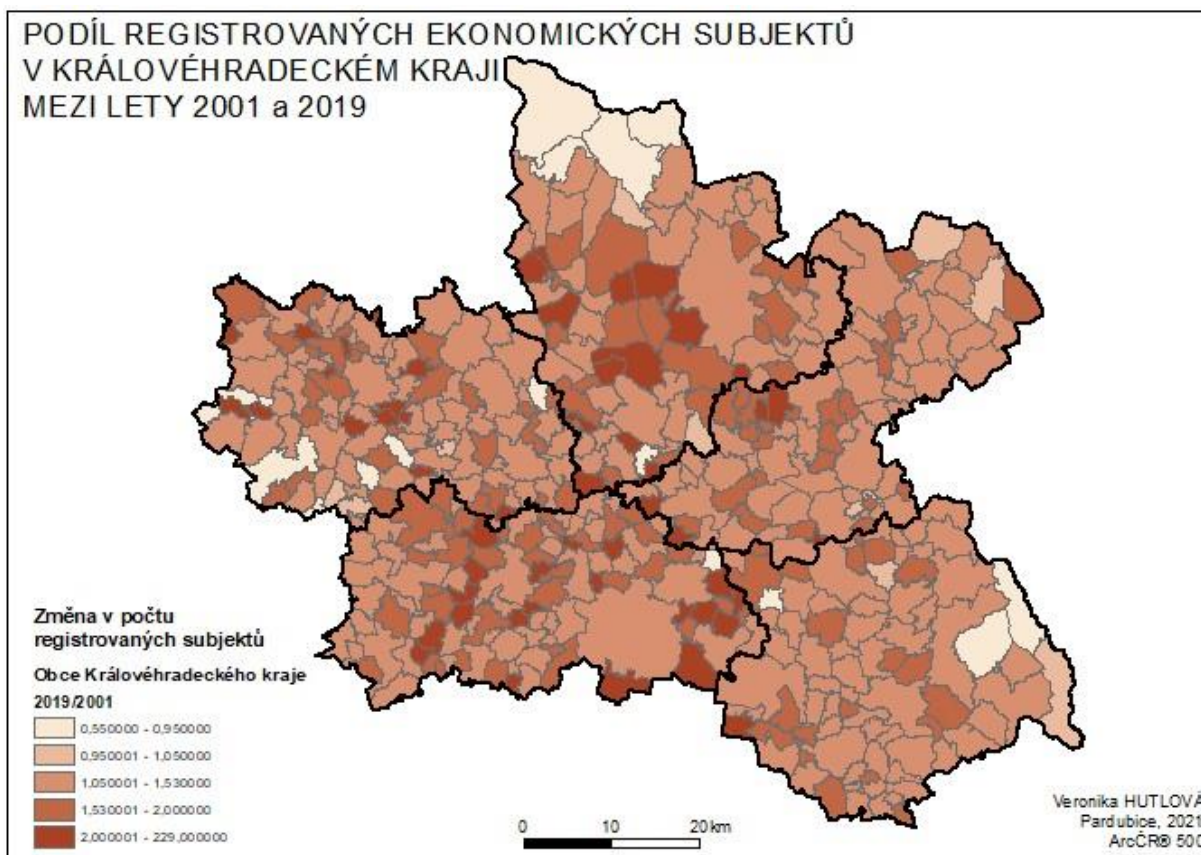 PODÍL REGISTROVANÝCH EKONOMICKÝCH SUBJEKTŮ
V KRÁLOVÉHRADECKÉM KRAJI
MEZI LETY 2001 a 2019
Změna v počtu
registrovaných subjektů
Obce Královéhradeckého kraje
2019/2001
0,550000 - 0,950000
0,950001 - 1,050000
1,050001 - 1,530000
1,530001 - 2,000000
2,000001 - 229,000000
0 10 20 km
Veronika HUTLOVÁ
Pardubice, 2021
ArcČR® 500